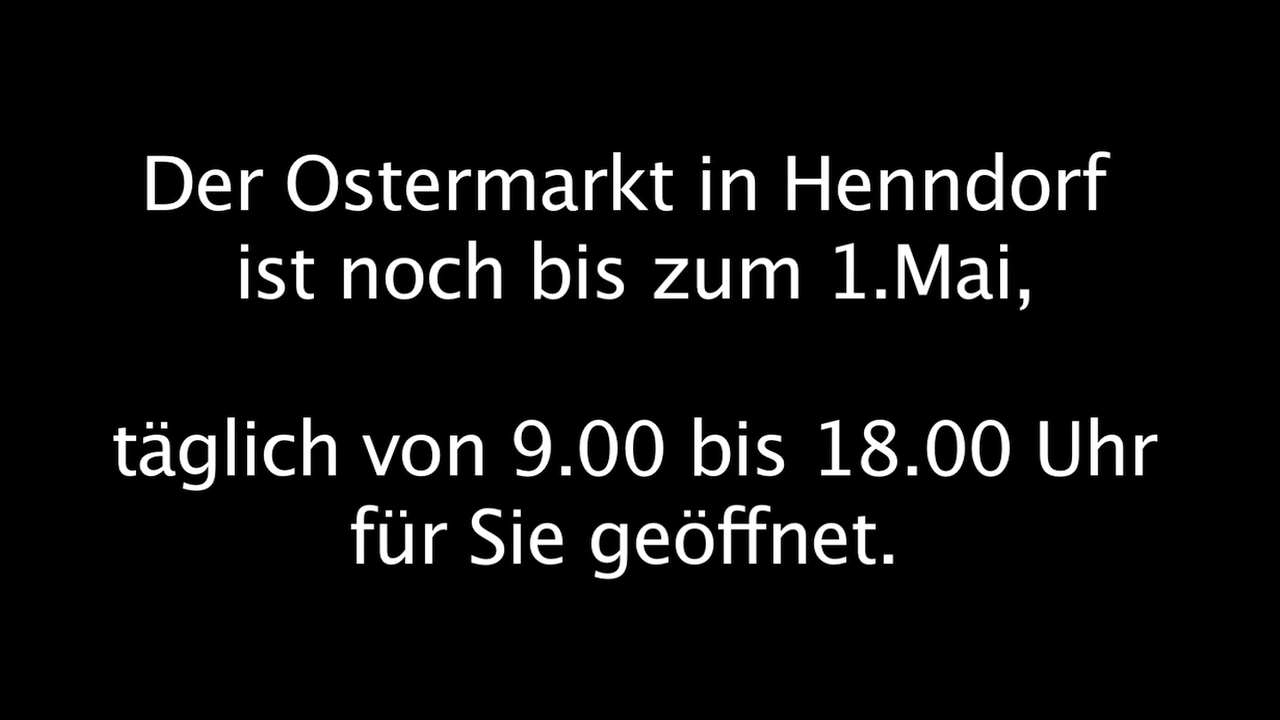 Der Ostermarkt in Henndorf
ist noch bis zum 1.Mai,
täglich von 9.00 bis 18.00 Uhr
für Sie geöffnet.